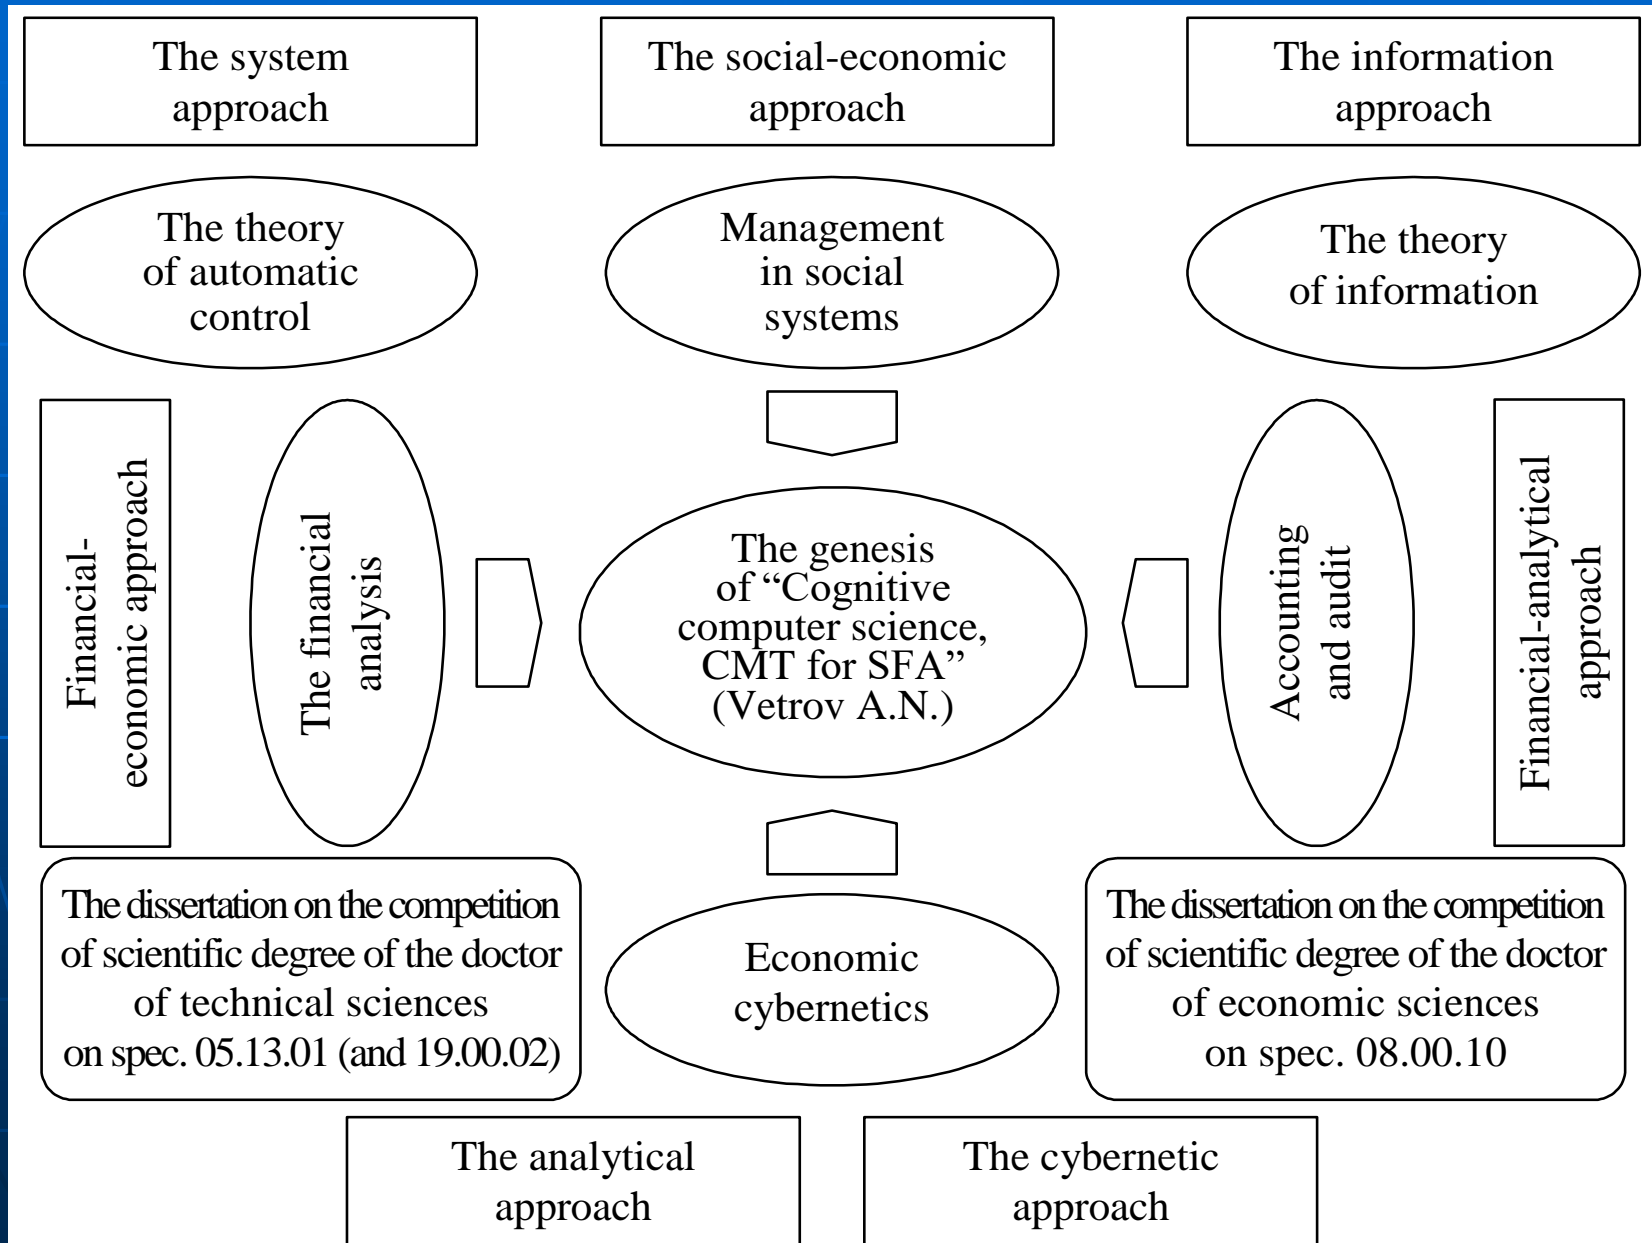 The system
approach
The social-economic
approach
The information
approach
The theory
of automatic
control
Management
in social
systems
The theory
of information
Financial-
economic approach
The financial
analysis
The genesis
of “Cognitive
computer science,
CMT for SFA”
(Vetrov A.N.)
Accounting
and audit
Financial-analytical
approach
The dissertation on the competition
of scientific degree of the doctor
of technical sciences
on spec. 05.13.01 (and 19.00.02)
Economic
cybernetics
The dissertation on the competition
of scientific degree of the doctor
of economic sciences
on spec. 08.00.10
The analytical
approach
The cybernetic
approach